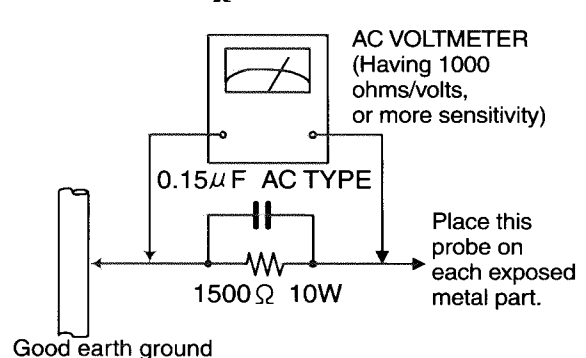 AC VOLTMETER
(Having 1000
ohms/volts,
or more sensitivity)
0.15μF AC TYPE
Place this
probe on
each exposed
metal part.
1500Ω 10W
Good earth ground